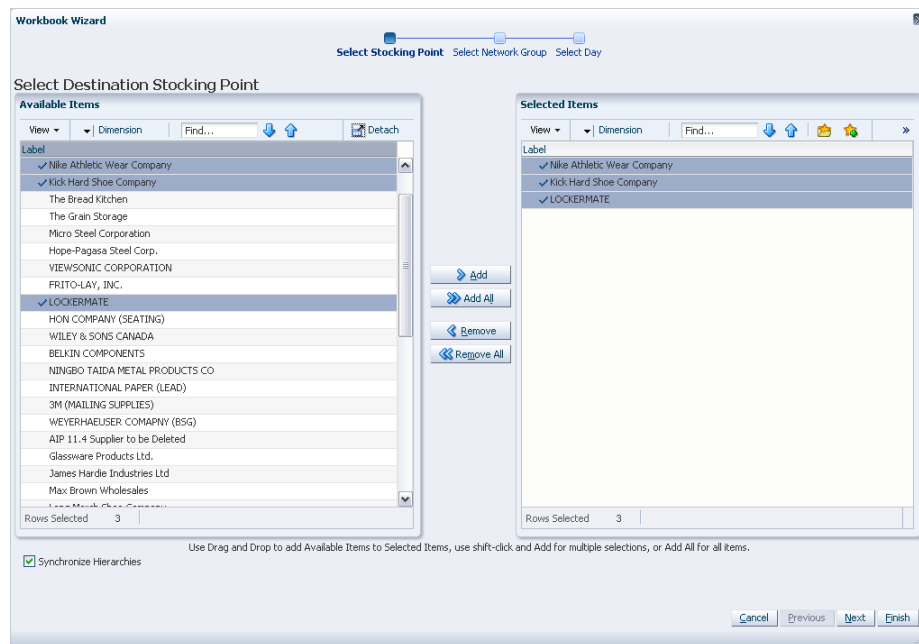 Workbook Wizard
Select Stocking Point Select Network Group Select Day
Select Destination Stocking Point
Available Items
View Dimension Find... Detach
Label
Nike Athletic Wear Company
Kick Hard Shoe Company
The Bread Kitchen
The Grain Storage
Micro Steel Corporation
Hope-Pagasa Steel Corp.
VIEWSONIC CORPORATION
FRITO-LAY, INC.
LOCKERMATE
HON COMPANY (SEATING)
WILEY & SONS CANADA
BELKIN COMPONENTS
NINGBO TAIDA METAL PRODUCTS CO
INTERNATIONAL PAPER (LEAD)
3M (MAILING SUPPLIES)
WEYERHAEUSER COMAPNY (BSG)
AIP 11.4 Supplier to be Deleted
Glassware Products Ltd.
James Hardie Industries Ltd
Max Brown Wholesales
Long March Shoe Company
Rows Selected 3
Add
Add All
Remove
Remove All
Selected Items
View Dimension Find... »
Label
Nike Athletic Wear Company
Kick Hard Shoe Company
LOCKERMATE
Rows Selected 3
Use Drag and Drop to add Available Items to Selected Items, use shift-click and Add for multiple selections, or Add All for all items.
Synchronize Hierarchies
Cancel Previous Next Finish